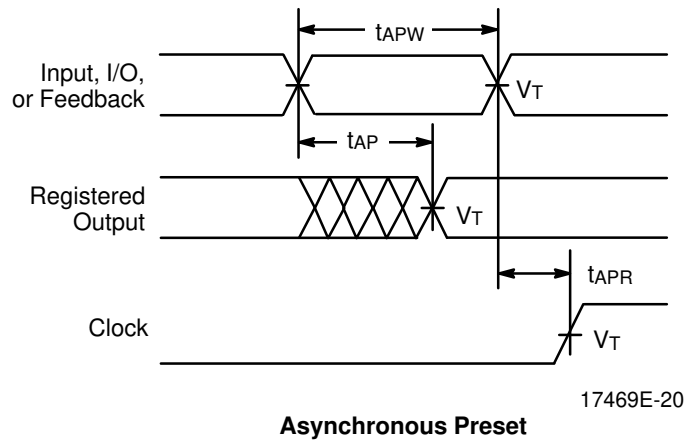 tAPW
Input, I/O,
or Feedback
VT
tAP
Registered
Output
VT
tAPR
Clock
VT
17469E-20
Asynchronous Preset